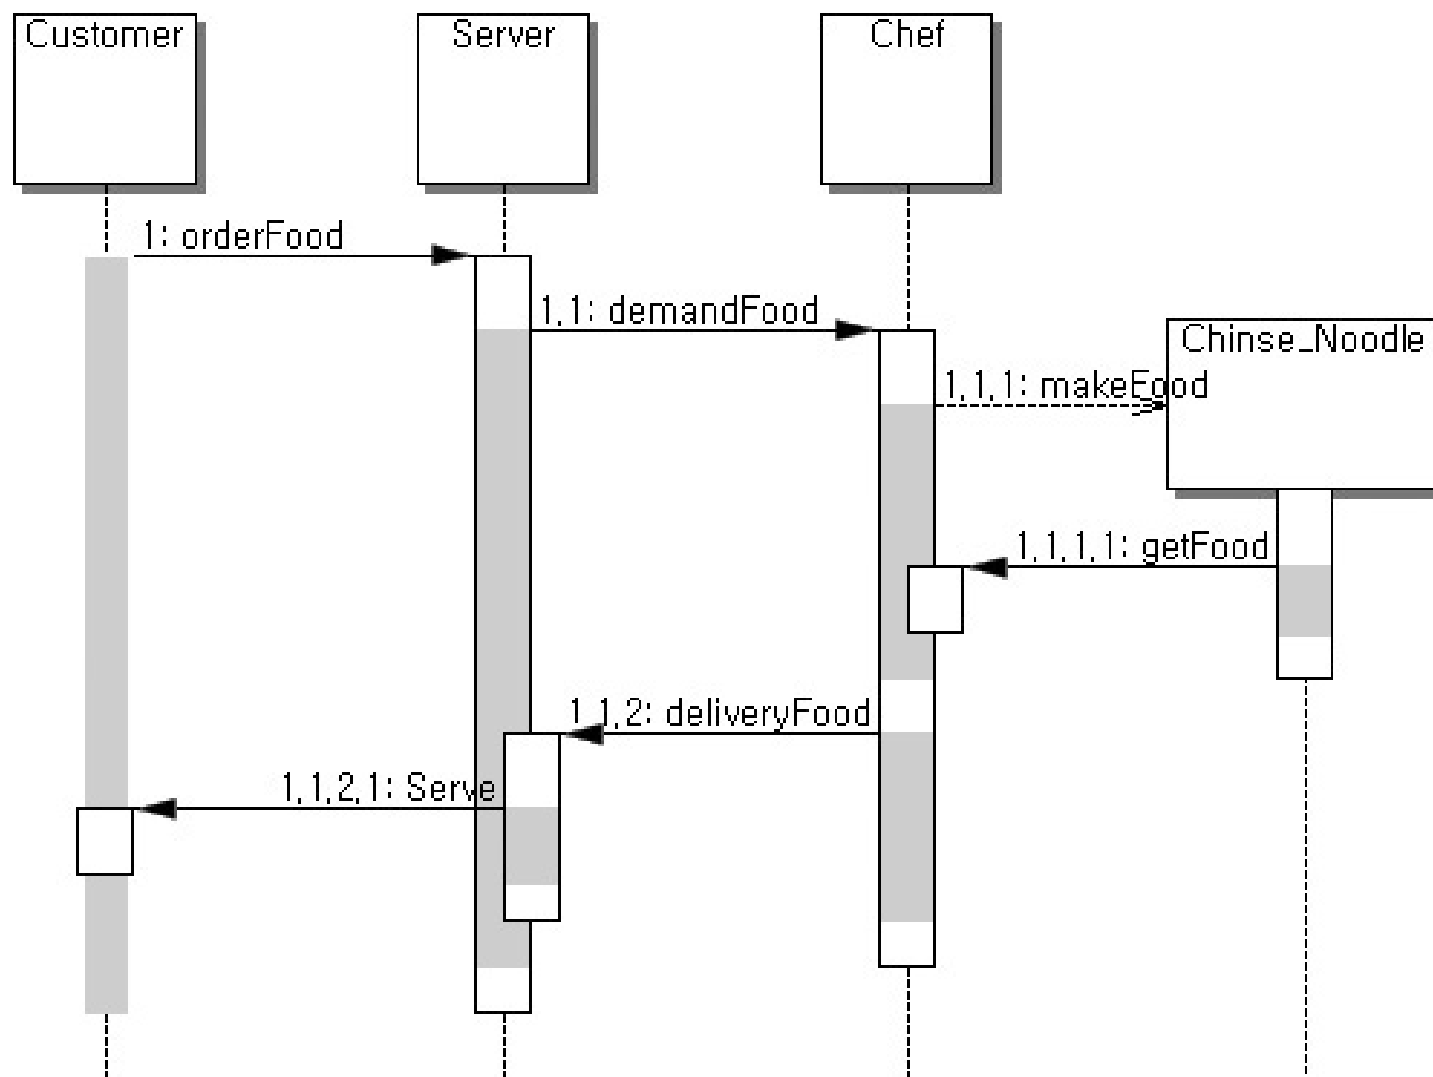 Customer
Server
Chef
1: orderFood
1.1: demandFood
Chinse_Noodle
1.1.1: makeFood
1.1.1.1: getFood
1.1.2: deliveryFood
1.1.2.1: Serve